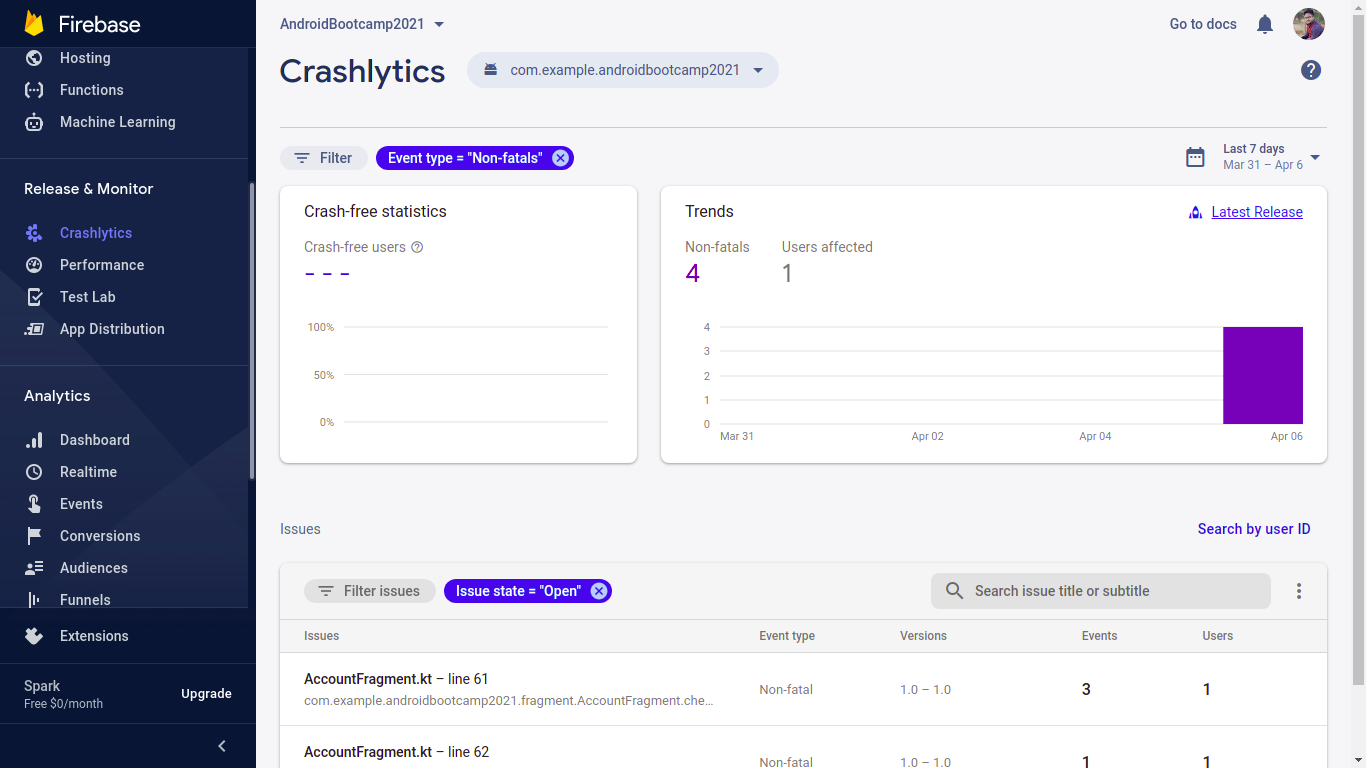 Firebase
Hosting
Functions
Machine Learning
Release & Monitor
Crashlytics
Performance
Test Lab
App Distribution
Analytics
Dashboard
Realtime
Events
Conversions
Audiences
Funnels
Extensions
Spark
Free $0/month
Upgrade
AndroidBootcamp2021
Go to docs
Crashlytics
com.example.androidbootcamp2021
Filter
Event type = "Non-fatals"
Last 7 days
Mar 31 – Apr 6
Crash-free statistics
Crash-free users
- - -
100%
50%
0%
Trends
Latest Release
Non-fatals Users affected
4 1
4
3
2
1
0
Mar 31 Apr 02 Apr 04 Apr 06
Issues
Search by user ID
Filter issues
Issue state = "Open"
Search issue title or subtitle
Issues Event type Versions Events Users
AccountFragment.kt – line 61
com.example.androidbootcamp2021.fragment.AccountFragment.che…
Non-fatal 1.0 – 1.0 3 1
AccountFragment.kt – line 62
Non-fatal 1.0 – 1.0 1 1